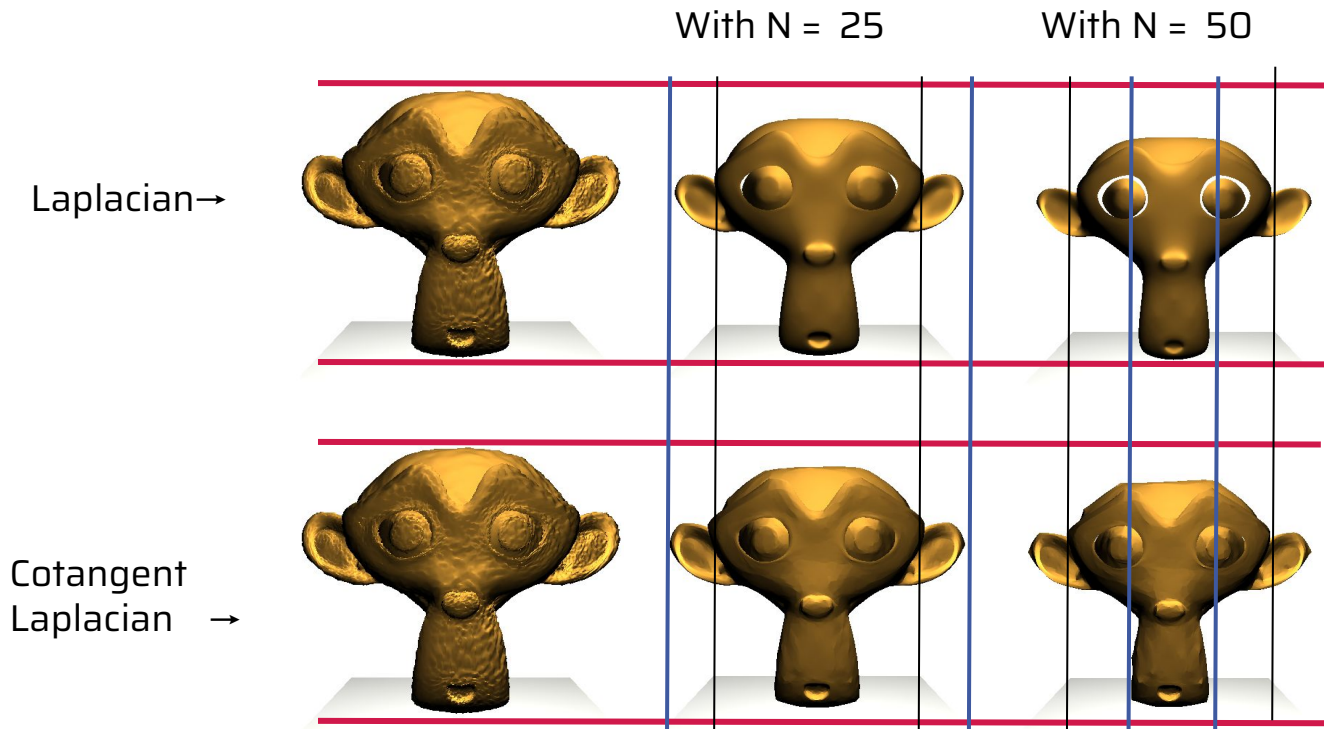 With N = 25
With N = 50
Laplacian→
Cotangent
Laplacian →